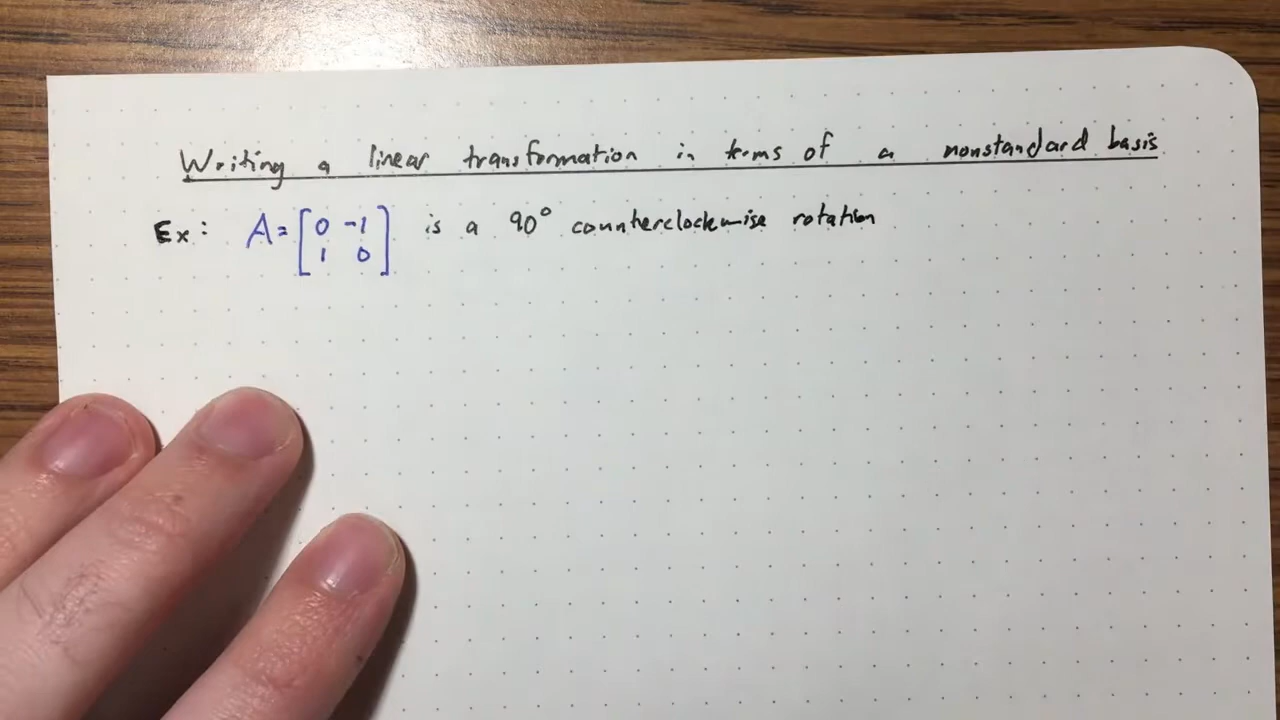 Writing a linear transformation in terms of a nonstandard basis
Ex: A = [0 -1] is a 90° counterclockwise rotation
[1 0]